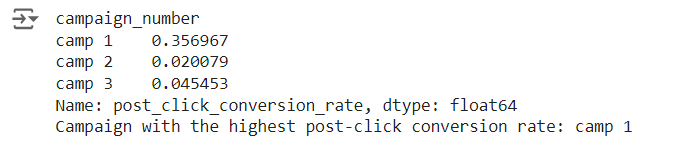 campaign_number
camp 1    0.356967
camp 2    0.020079
camp 3    0.045453
Name: post_click_conversion_rate, dtype: float64
Campaign with the highest post-click conversion rate: camp 1